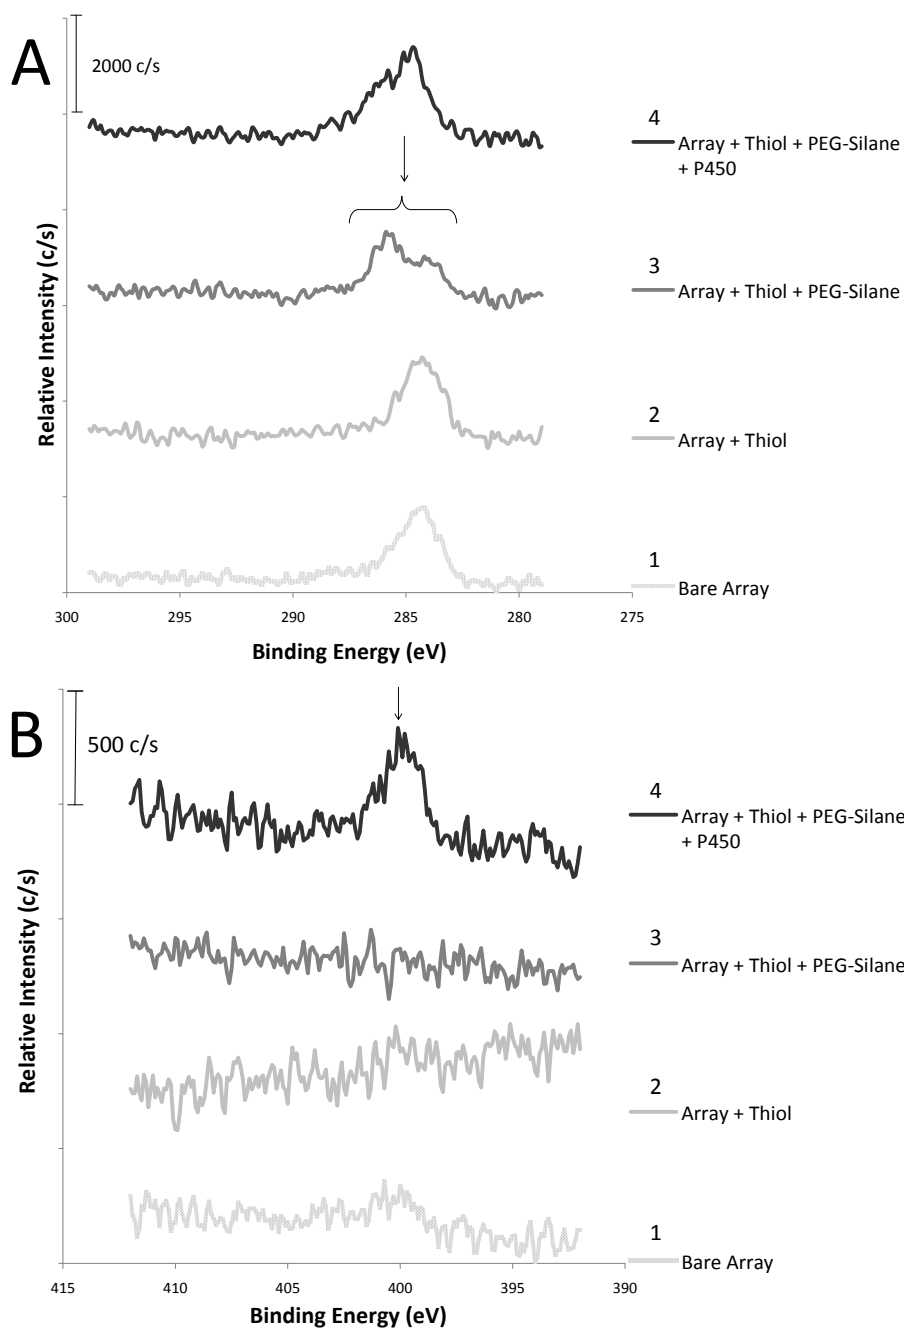 A
2000 c/s
4
Array + Thiol + PEG-Silane
+ P450
3
Array + Thiol + PEG-Silane
2
Array + Thiol
1
Bare Array
Relative Intensity (c/s)
300
295
290
285
280
275
Binding Energy (eV)
B
500 c/s
4
Array + Thiol + PEG-Silane
+ P450
3
Array + Thiol + PEG-Silane
2
Array + Thiol
1
Bare Array
Relative Intensity (c/s)
415
410
405
400
395
390
Binding Energy (eV)